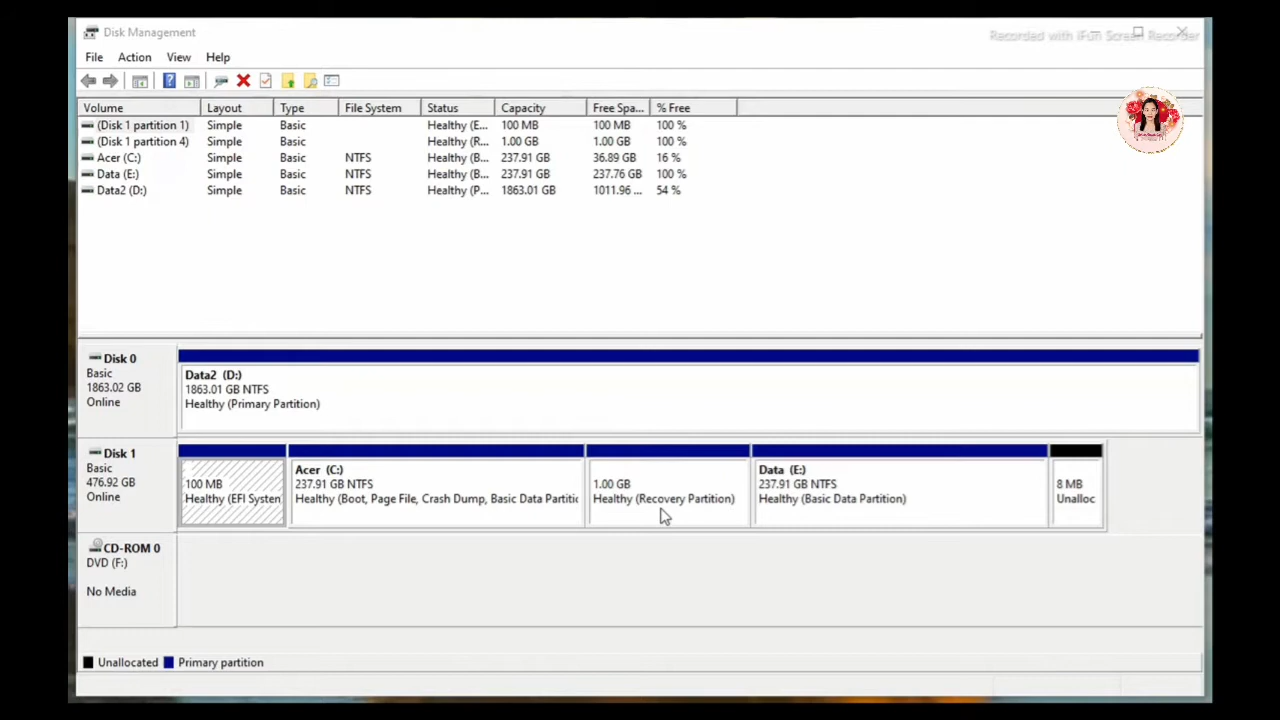 Disk Management
Recorded with iFun Screen Recorder
File Action View Help
Volume Layout Type File System Status Capacity Free Spa... % Free
(Disk 1 partition 1) Simple Basic Healthy (E... 100 MB 100 MB 100 %
(Disk 1 partition 4) Simple Basic Healthy (R... 1.00 GB 1.00 GB 100 %
Acer (C:) Simple Basic NTFS Healthy (B... 237.91 GB 36.89 GB 16 %
Data (E:) Simple Basic NTFS Healthy (B... 237.91 GB 237.76 GB 100 %
Data2 (D:) Simple Basic NTFS Healthy (P... 1863.01 GB 1011.96 ... 54 %
Disk 0
Basic
1863.02 GB
Online
Data2 (D:)
1863.01 GB NTFS
Healthy (Primary Partition)
Disk 1
Basic
476.92 GB
Online
100 MB
Healthy (EFI System
Acer (C:)
237.91 GB NTFS
Healthy (Boot, Page File, Crash Dump, Basic Data Partitic
1.00 GB
Healthy (Recovery Partition)
Data (E:)
237.91 GB NTFS
Healthy (Basic Data Partition)
8 MB
Unalloc
CD-ROM 0
DVD (F:)
No Media
Unallocated Primary partition